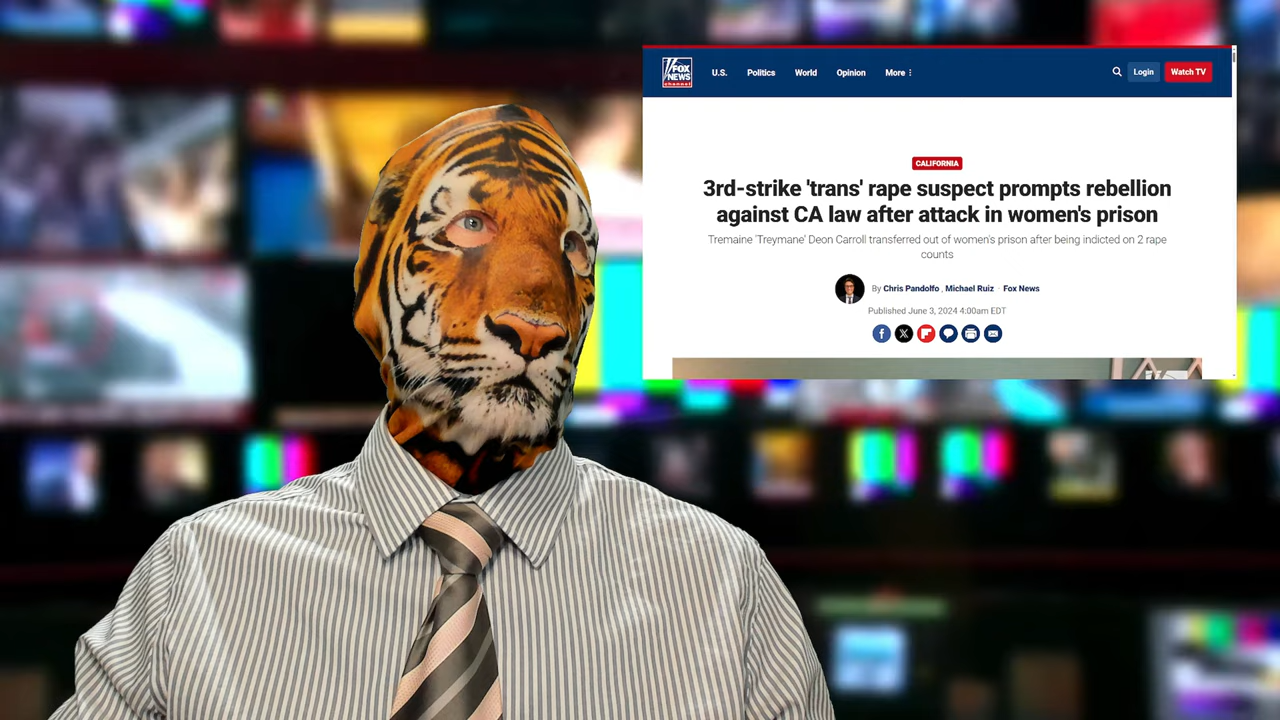 FOX
NEWS
channel
U.S. Politics World Opinion More
Login
Watch TV
CALIFORNIA
3rd-strike 'trans' rape suspect prompts rebellion
against CA law after attack in women's prison
Tremaine 'Treymane' Deon Carroll transferred out of women's prison after being indicted on 2 rape
counts
By Chris Pandolfo, Michael Ruiz · Fox News
Published June 3, 2024 4:00am EDT